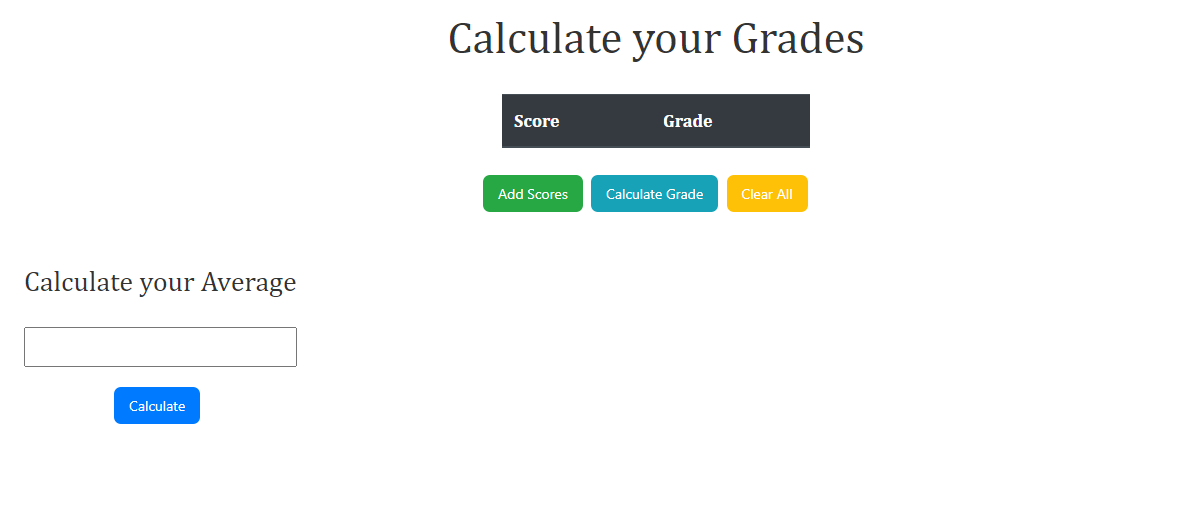 Calculate your Grades
Score Grade
Add Scores Calculate Grade Clear All
Calculate your Average
Calculate